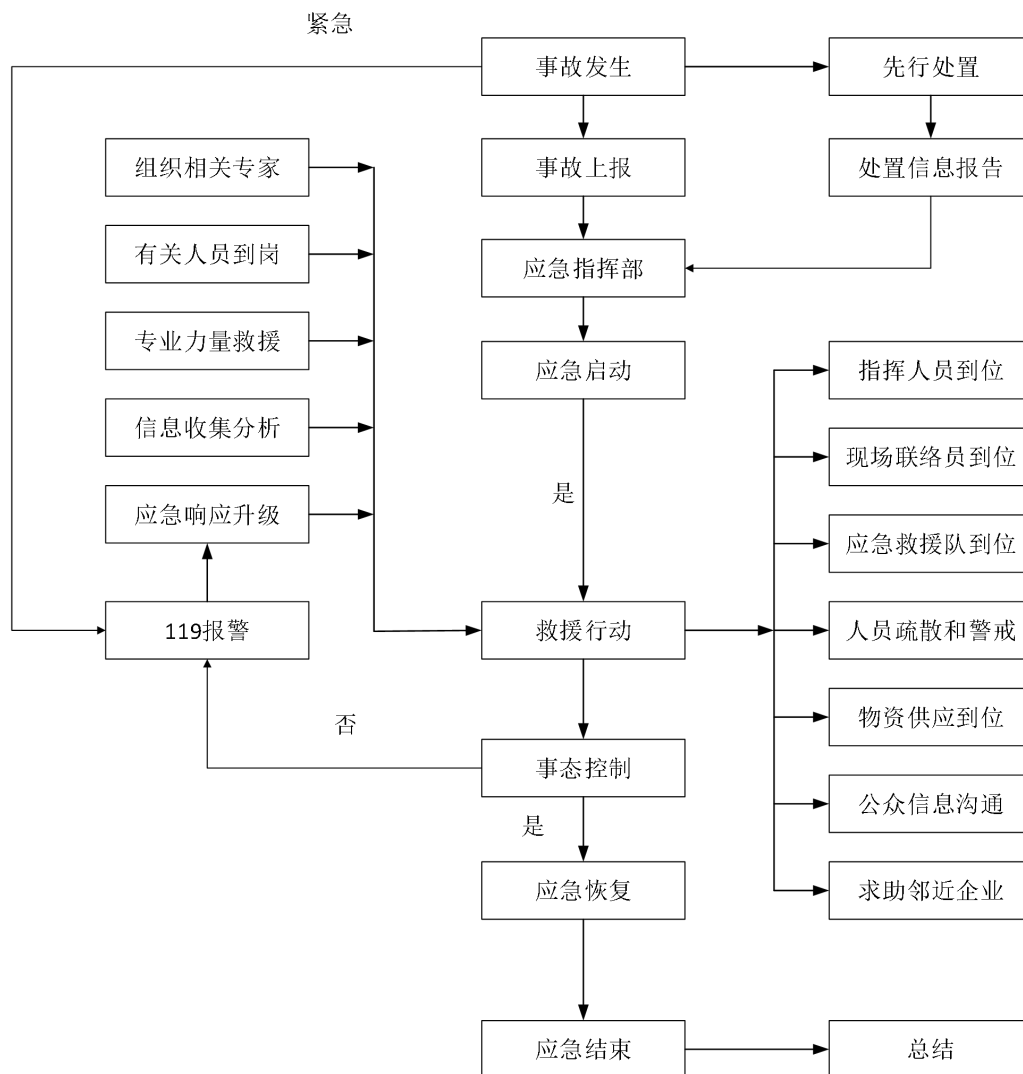 紧急
事故发生
先行处置
组织相关专家
事故上报
处置信息报告
有关人员到岗
应急指挥部
专业力量救援
应急启动
指挥人员到位
信息收集分析
现场联络员到位
是
应急响应升级
应急救援队到位
119报警
救援行动
人员疏散和警戒
否
物资供应到位
事态控制
公众信息沟通
是
应急恢复
求助邻近企业
应急结束
总结